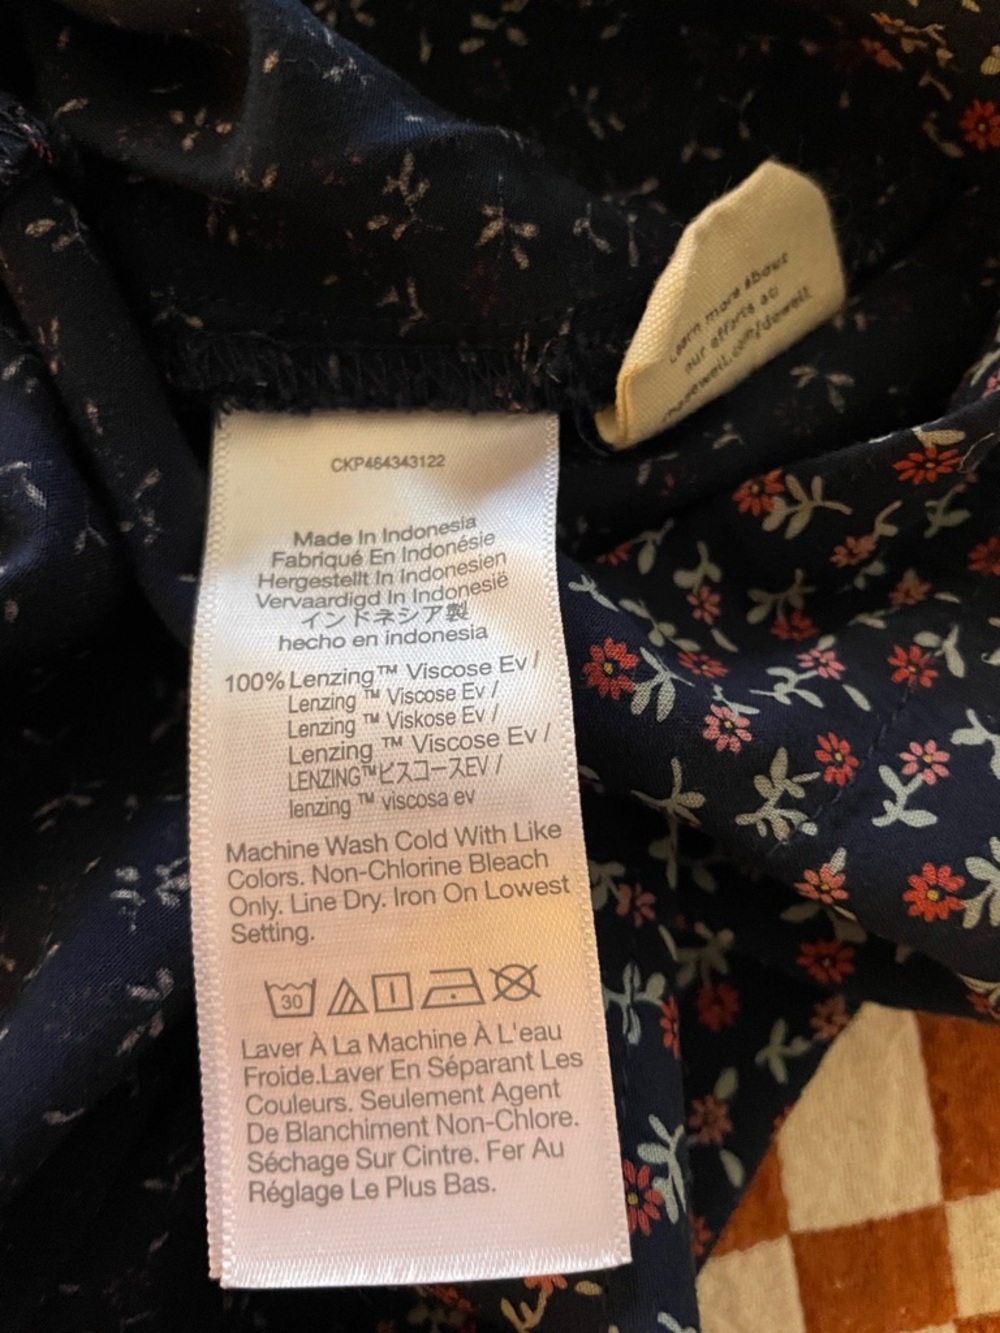 Learn more about
our efforts at
madewell.com/dowell
CKP464343122
Made In Indonesia
Fabriqué En Indonésie
Hergestellt In Indonesien
Vervaardigd In Indonesië
インドネシア製
hecho en indonesia
100% Lenzing™ Viscose Ev /
Lenzing ™ Viscose Ev /
Lenzing ™ Viskose Ev /
Lenzing ™ Viscose Ev /
LENZING™ビスコースEV /
lenzing ™ viscosa ev
Machine Wash Cold With Like
Colors. Non-Chlorine Bleach
Only. Line Dry. Iron On Lowest
Setting.
30
Laver À La Machine À L'eau
Froide.Laver En Séparant Les
Couleurs. Seulement Agent
De Blanchiment Non-Chlore.
Séchage Sur Cintre. Fer Au
Réglage Le Plus Bas.